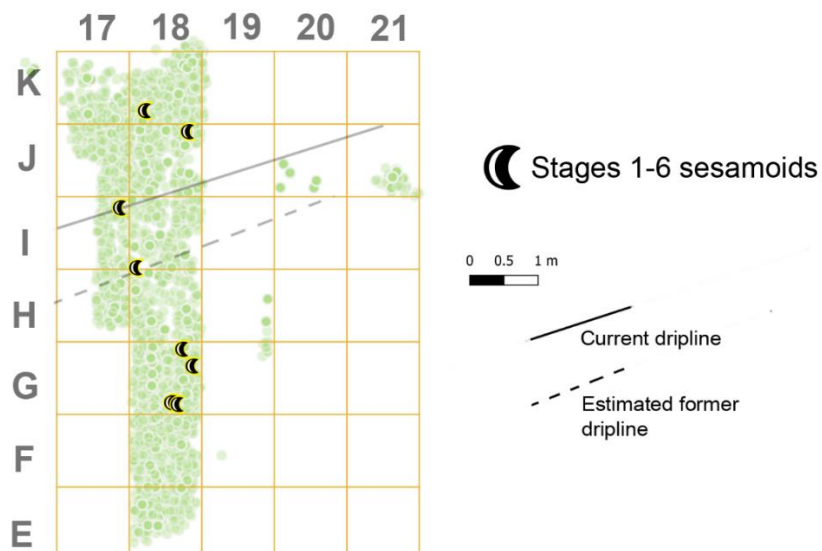 17 18 19 20 21
K
J
I
H
G
F
E
Stages 1-6 sesamoids
0 0.5 1 m
Current dripline
Estimated former
dripline